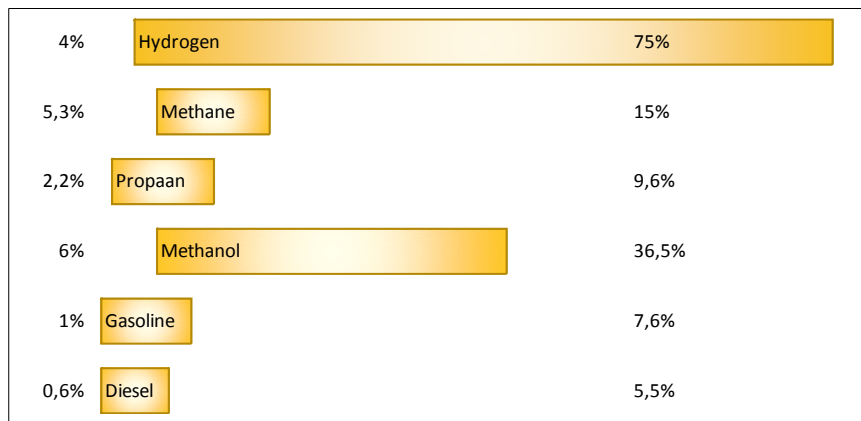 4% Hydrogen 75%
5,3% Methane 15%
2,2% Propaan 9,6%
6% Methanol 36,5%
1% Gasoline 7,6%
0,6% Diesel 5,5%